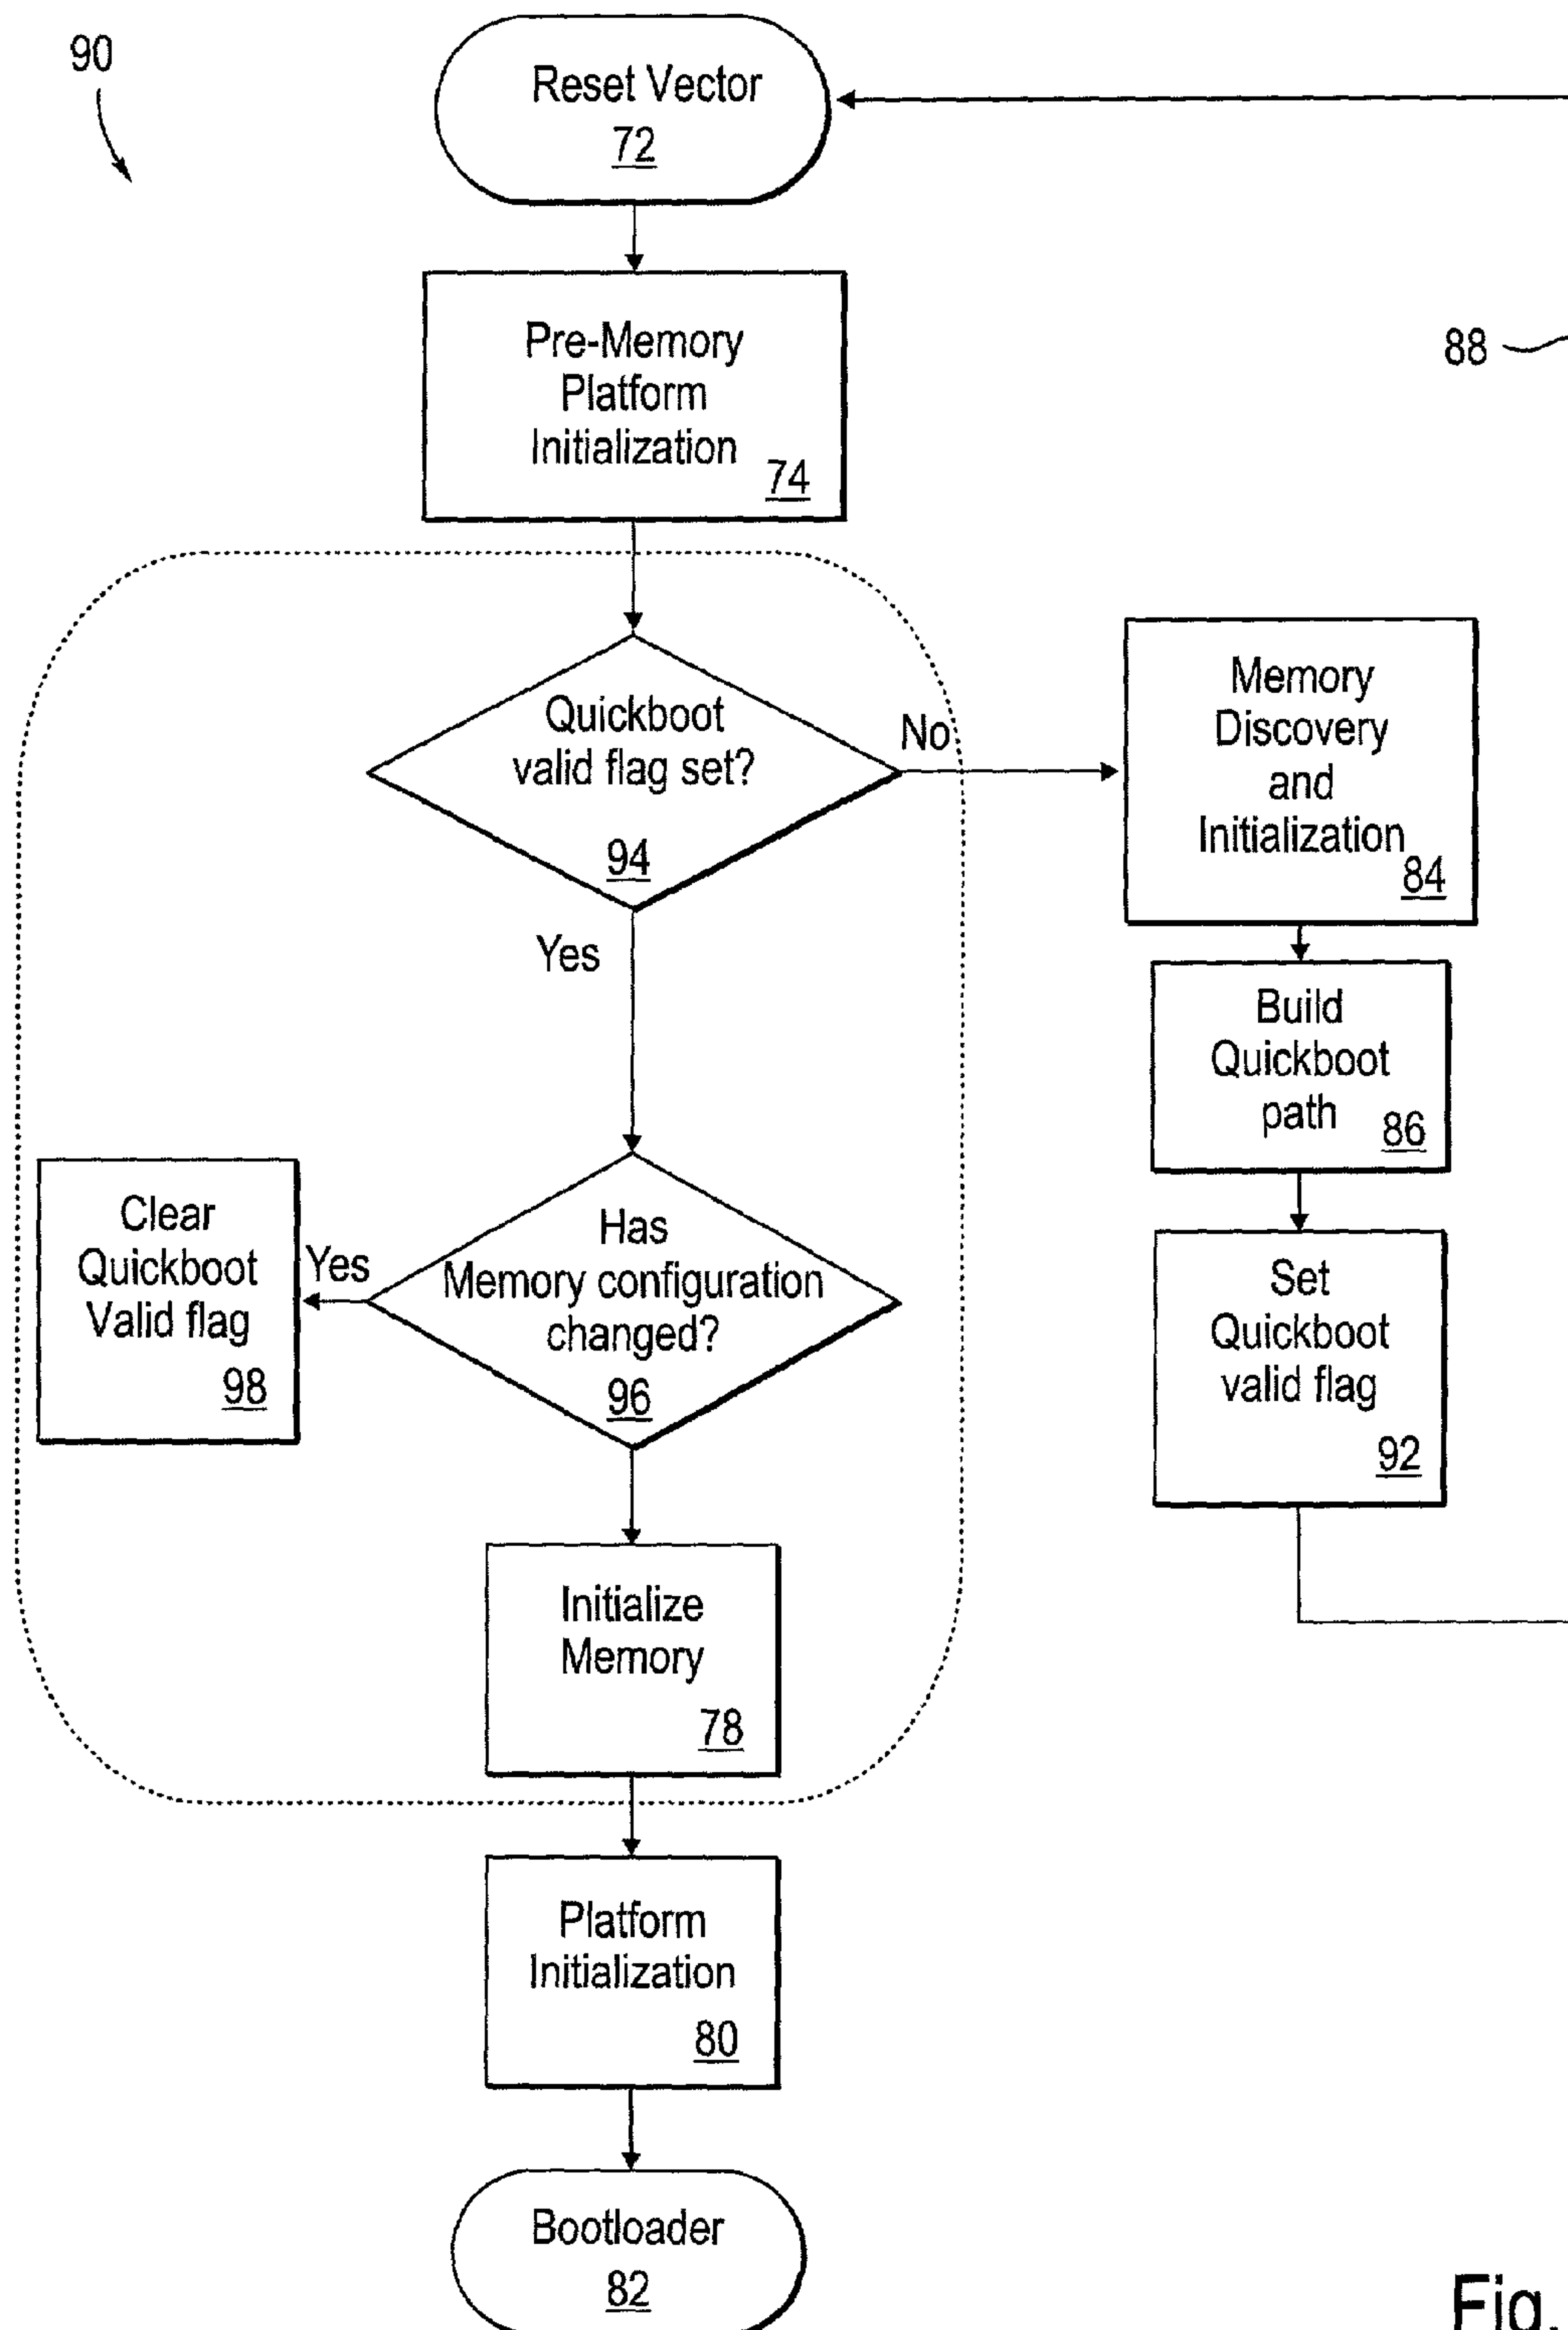 90
Reset Vector
72
Pre-Memory
Platform
Initialization
74
88
Quickboot
valid flag set?
94
No
Yes
Memory
Discovery
and
Initialization
84
Build
Quickboot
path
86
Set
Quickboot
valid flag
92
Has
Memory configuration
changed?
96
Yes
Clear
Quickboot
Valid flag
98
Initialize
Memory
78
Platform
Initialization
80
Bootloader
82
Fig.